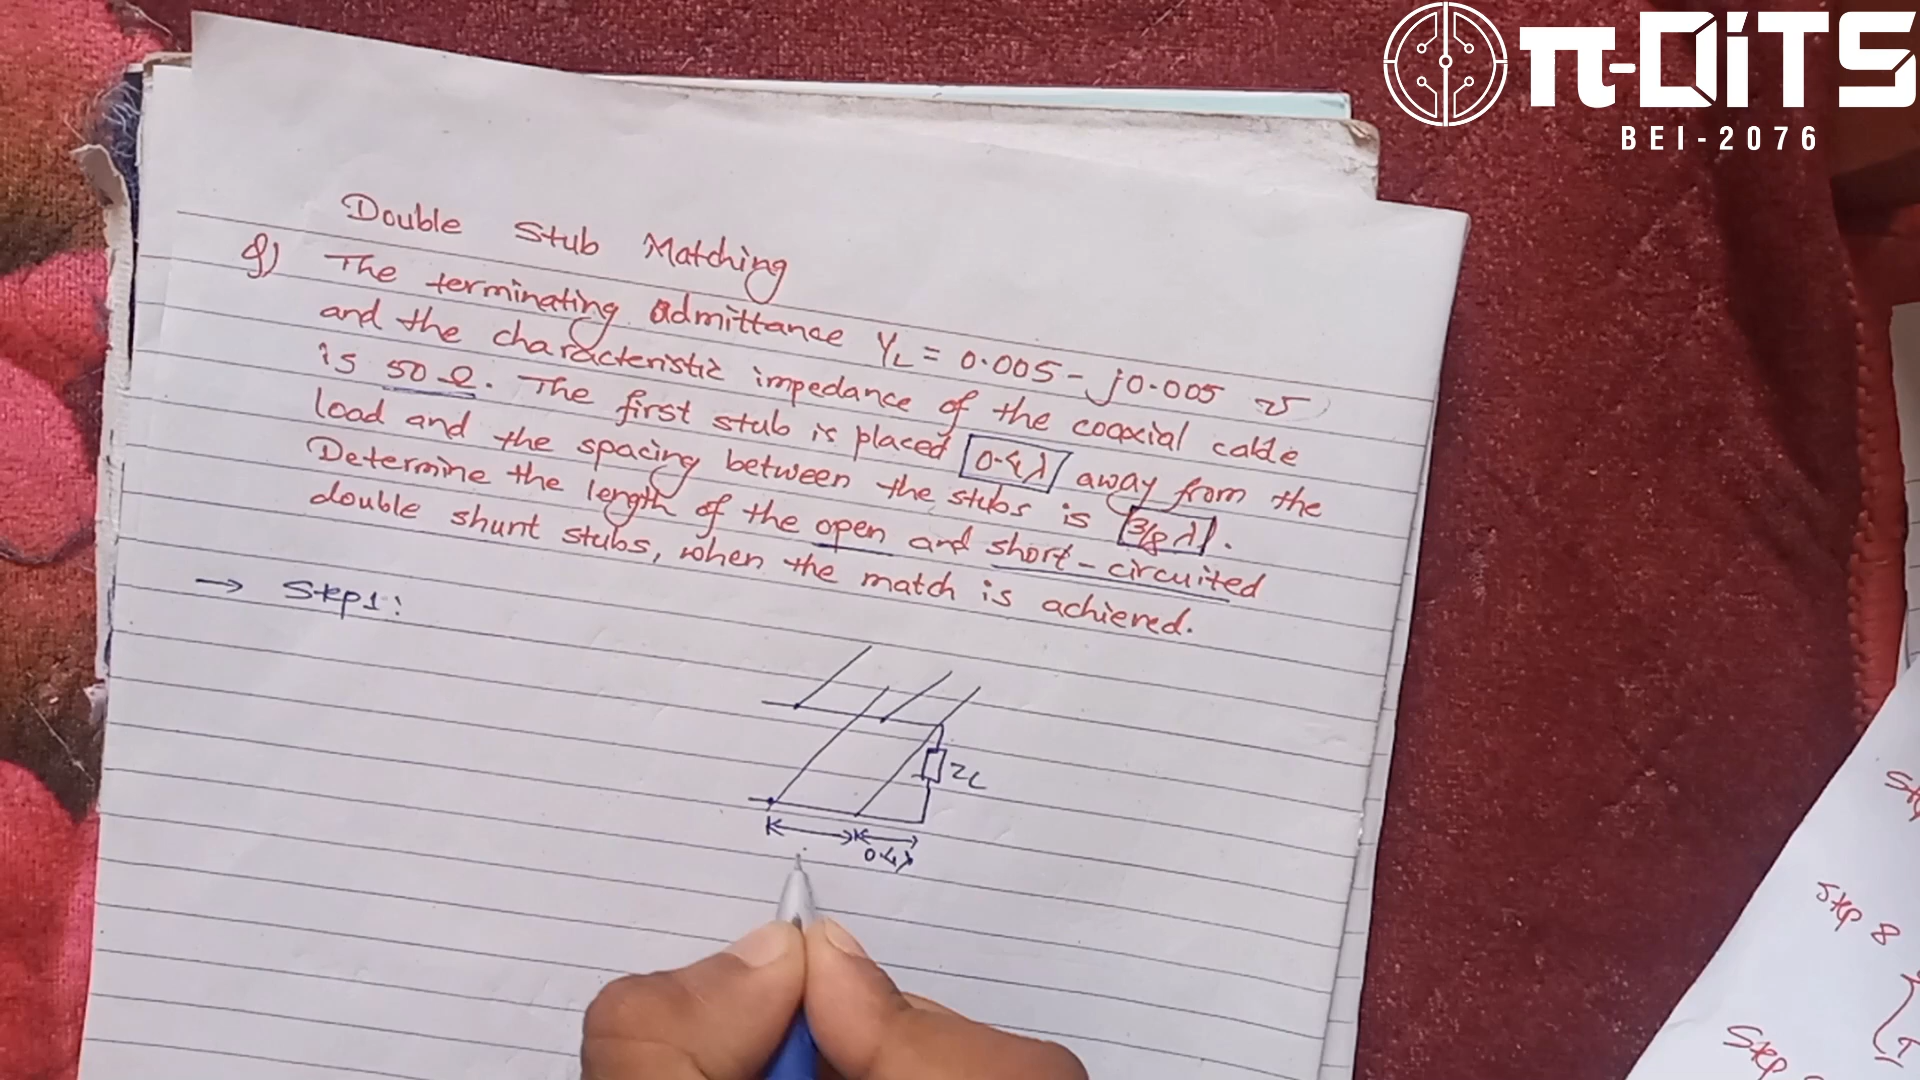 π-DiTS
BEI-2076
Double Stub Matching
Q) The terminating admittance YL = 0.005 - j0.005 ℧
and the characteristic impedance of the coaxial cable
is 50 Ω. The first stub is placed 0.4λ away from the
load and the spacing between the stubs is 3/8 λ.
Determine the length of the open and short-circuited
double shunt stubs, when the match is achieved.
→ Step1:
ZL
0.4λ
Step 8
Step